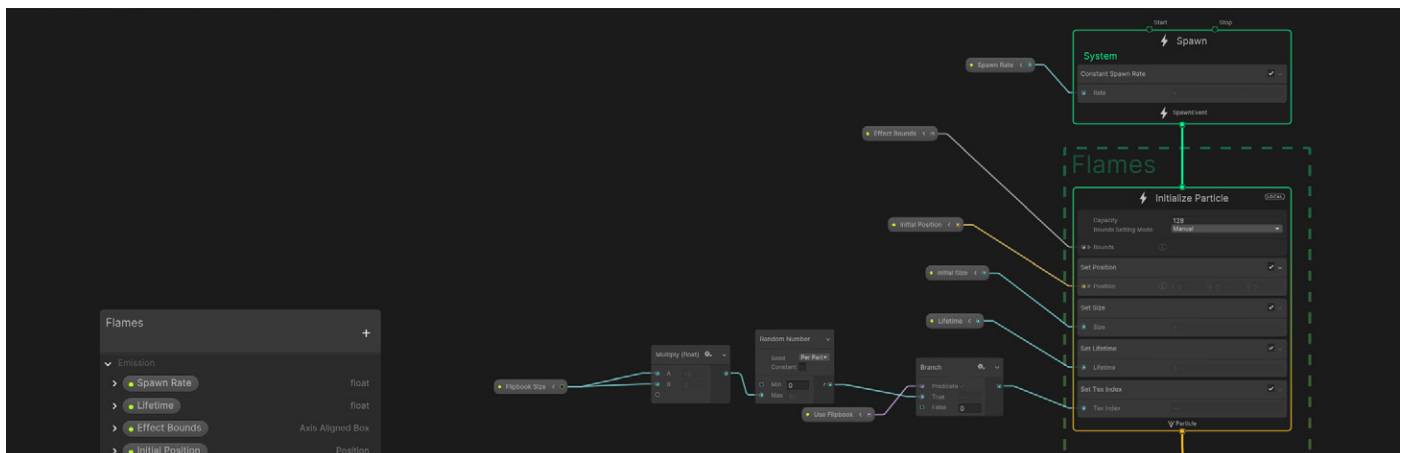 Start Stop
Spawn
System
Spawn Rate
Constant Spawn Rate
Rate
SpawnEvent
Effect Bounds
Flames
Initialize Particle
LOCAL
Capacity 128
Bounds Setting Mode Manual
Initial Position
Bounds
Set Position
Position
Initial Size
Set Size
Size
Lifetime
Set Lifetime
Lifetime
Random Number
Seed Per Part
Constant
Min 0 r
Max
Multiply (float)
A
B
Flipbook Size
Branch
Predicate
True
False 0
Use Flipbook
Set Tex Index
Tex Index
Particle
Flames
+
Emission
Spawn Rate float
Lifetime float
Effect Bounds Axis Aligned Box
Initial Position Position